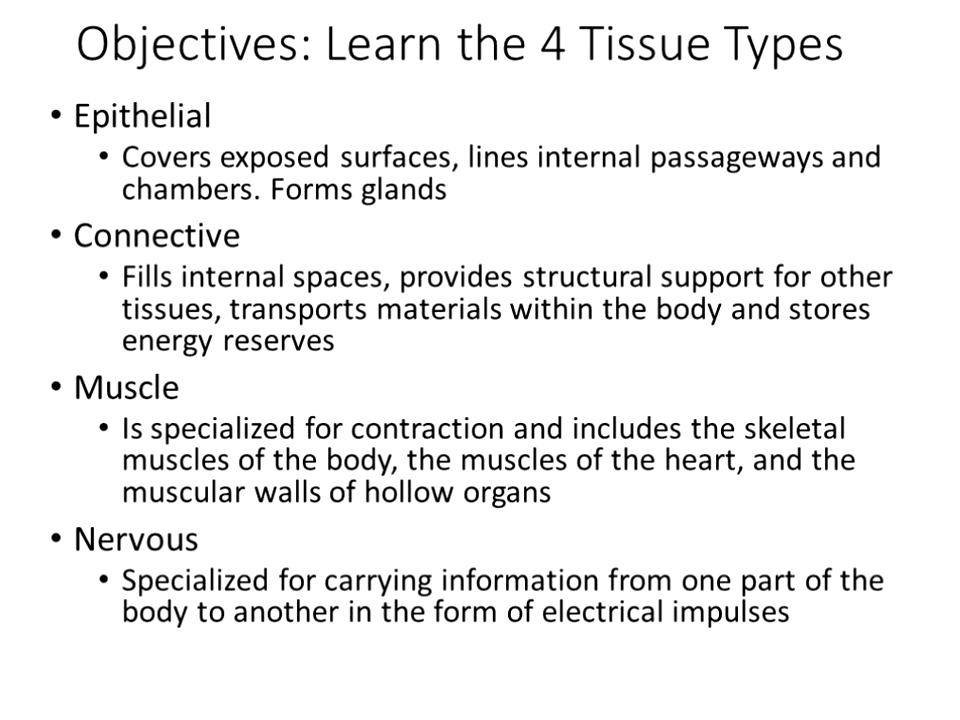 Objectives: Learn the 4 Tissue Types
• Epithelial
• Covers exposed surfaces, lines internal passageways and
chambers. Forms glands
• Connective
• Fills internal spaces, provides structural support for other
tissues, transports materials within the body and stores
energy reserves
• Muscle
• Is specialized for contraction and includes the skeletal
muscles of the body, the muscles of the heart, and the
muscular walls of hollow organs
• Nervous
• Specialized for carrying information from one part of the
body to another in the form of electrical impulses